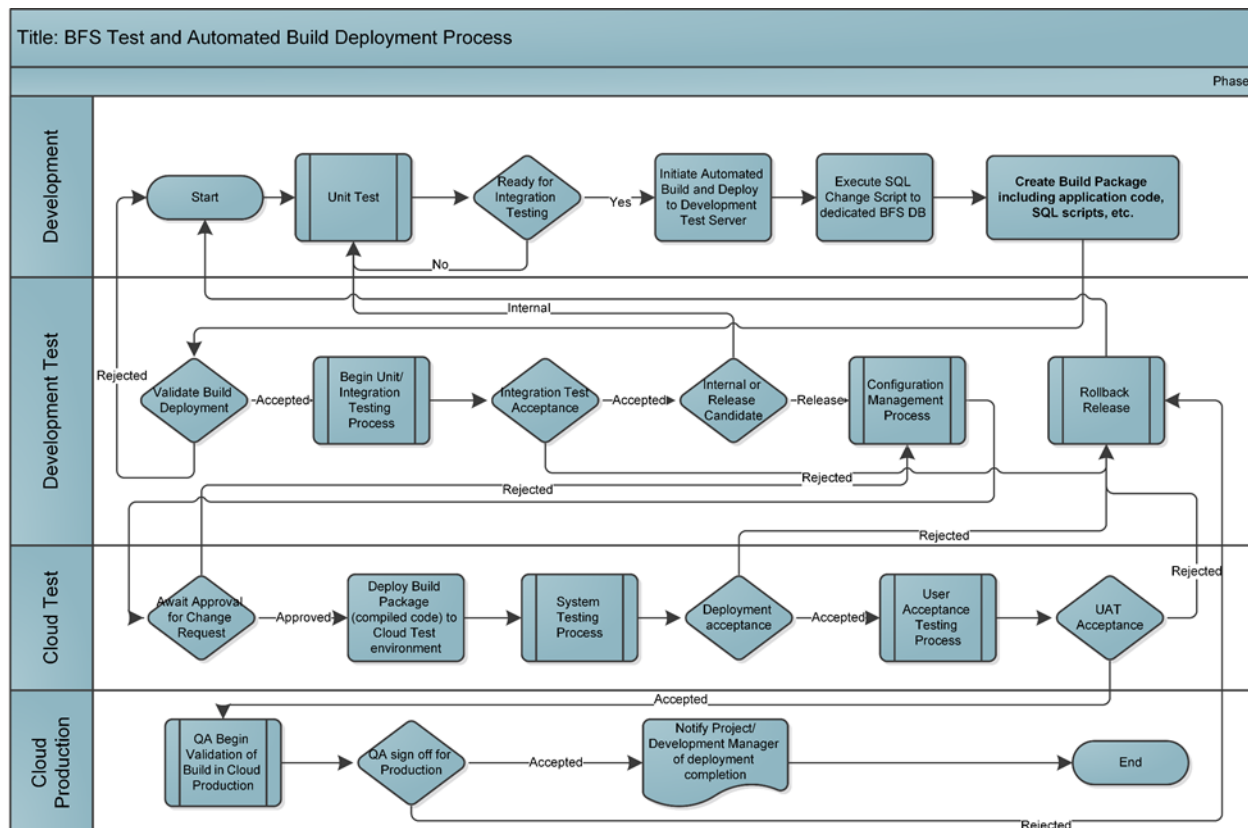 Title: BFS Test and Automated Build Deployment Process
Phase
Development
Start
Unit Test
Ready for
Integration
Testing
Yes
No
Initiate Automated
Build and Deploy
to Development
Test Server
Execute SQL
Change Script to
dedicated BFS DB
Create Build Package
including application code,
SQL scripts, etc.
Development Test
Internal
Rejected
Validate Build
Deployment
Accepted
Begin Unit/
Integration
Testing
Process
Integration Test
Acceptance
Accepted
Internal or
Release
Candidate
Release
Configuration
Management
Process
Rollback
Release
Rejected
Rejected
Rejected
Cloud Test
Await Approval
for Change
Request
Approved
Deploy Build
Package
(compiled code) to
Cloud Test
environment
System
Testing
Process
Deployment
acceptance
Accepted
User
Acceptance
Testing
Process
UAT
Acceptance
Rejected
Accepted
Cloud
Production
QA Begin
Validation of
Build in Cloud
Production
QA sign off for
Production
Accepted
Notify Project/
Development Manager
of deployment
completion
End
Rejected